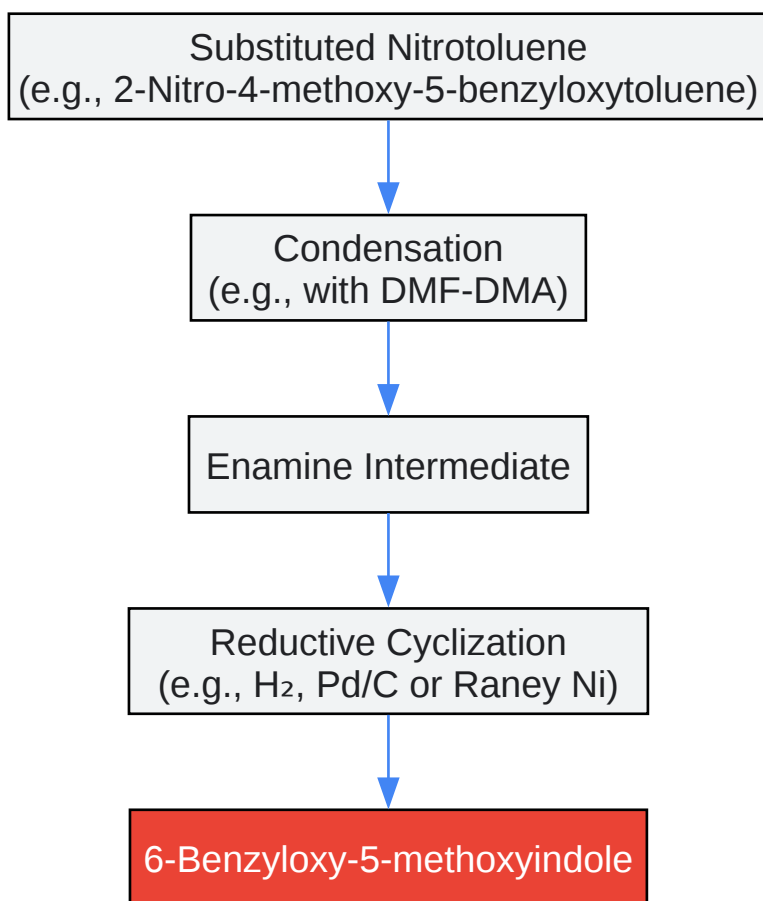 Substituted Nitrotoluene
(e.g., 2-Nitro-4-methoxy-5-benzyloxytoluene)
Condensation
(e.g., with DMF-DMA)
Enamine Intermediate
Reductive Cyclization
(e.g., H₂, Pd/C or Raney Ni)
6-Benzyloxy-5-methoxyindole